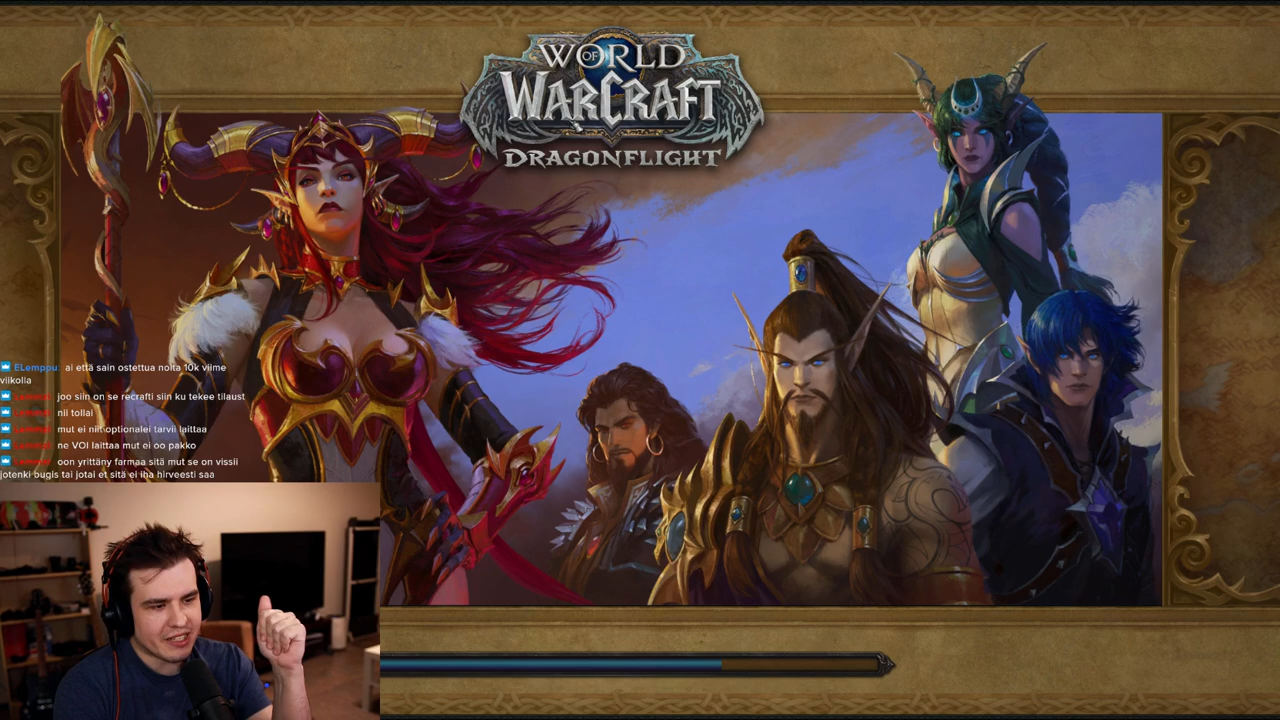 WORLD
OF
WARCRAFT
DRAGONFLIGHT
ELempou: ai että sain ostettua noita 10k viime
viikolla
joo siin on se recrafti siin ku tekee tilaust
nii tollai
mut ei niit optionalei tarvii laittaa
ne VOI laittaa mut ei oo pakko
oon yrittäny farmaa sitä mut se on vissii
jotenki bugis tai jotai et sitä ei iha hirveesti saa